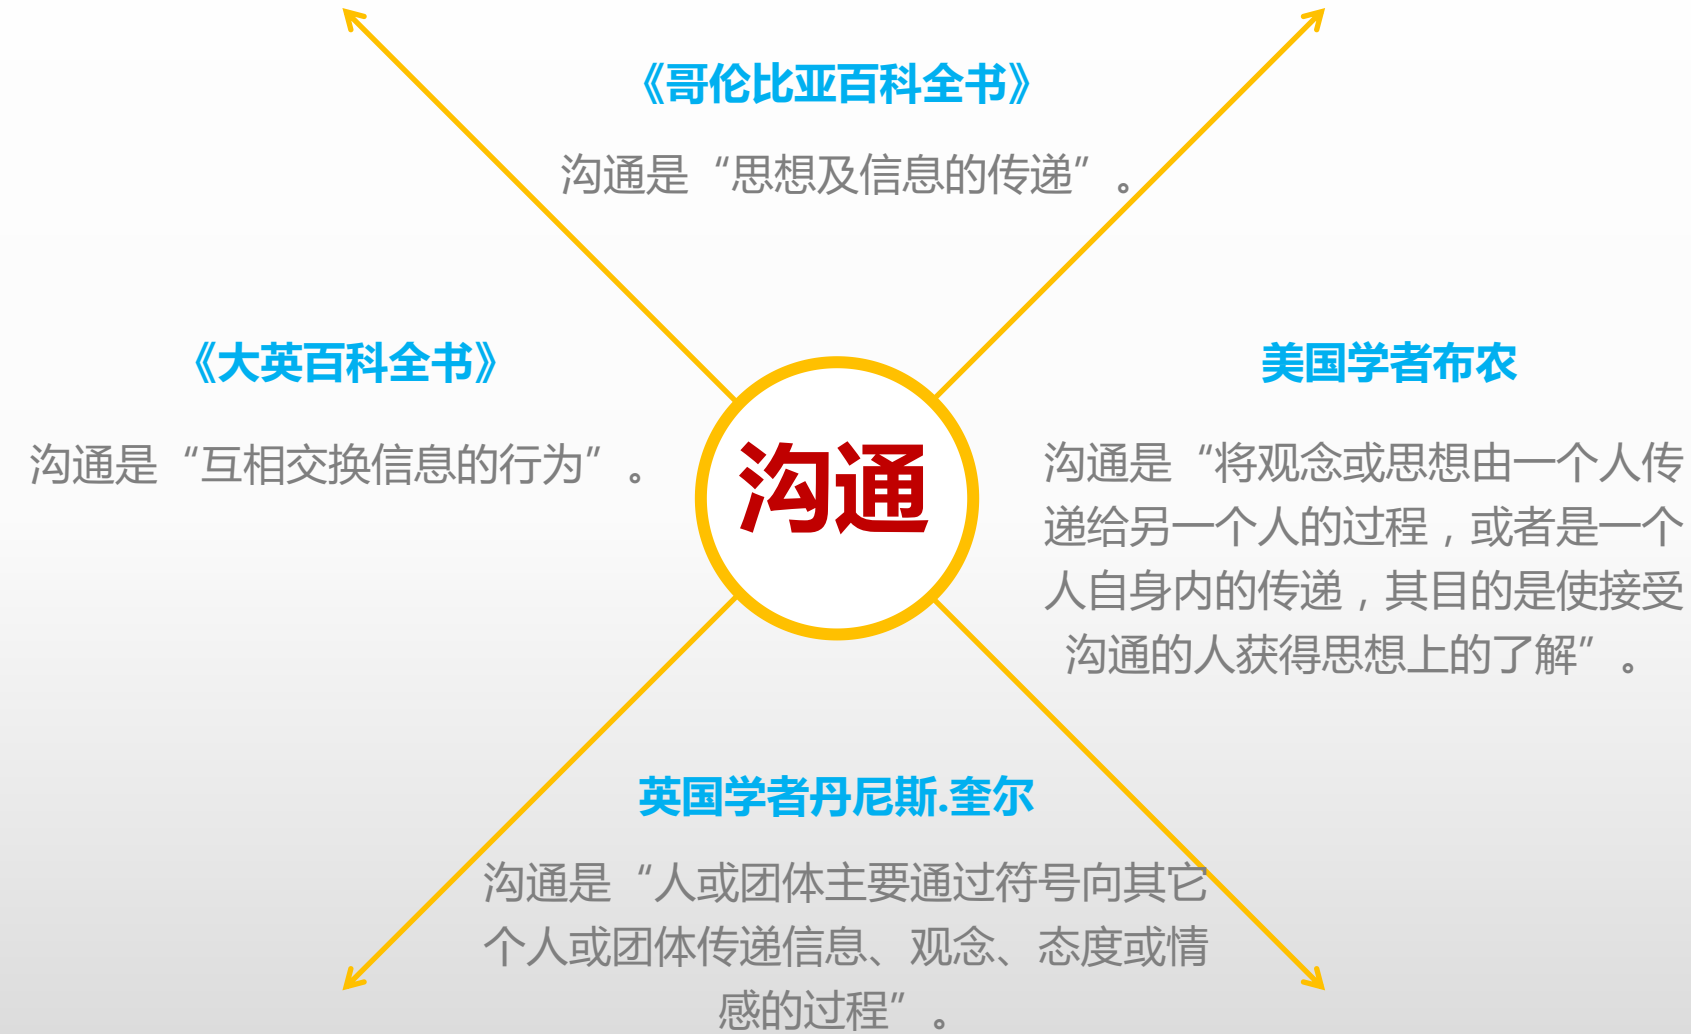 《哥伦比亚百科全书》
沟通是“思想及信息的传递”。
《大英百科全书》
沟通是“互相交换信息的行为”。
沟通
美国学者布农
沟通是“将观念或思想由一个人传
递给另一个人的过程，或者是一个
人自身内的传递，其目的是使接受
沟通的人获得思想上的了解”。
英国学者丹尼斯.奎尔
沟通是“人或团体主要通过符号向其它
个人或团体传递信息、观念、态度或情
感的过程”。